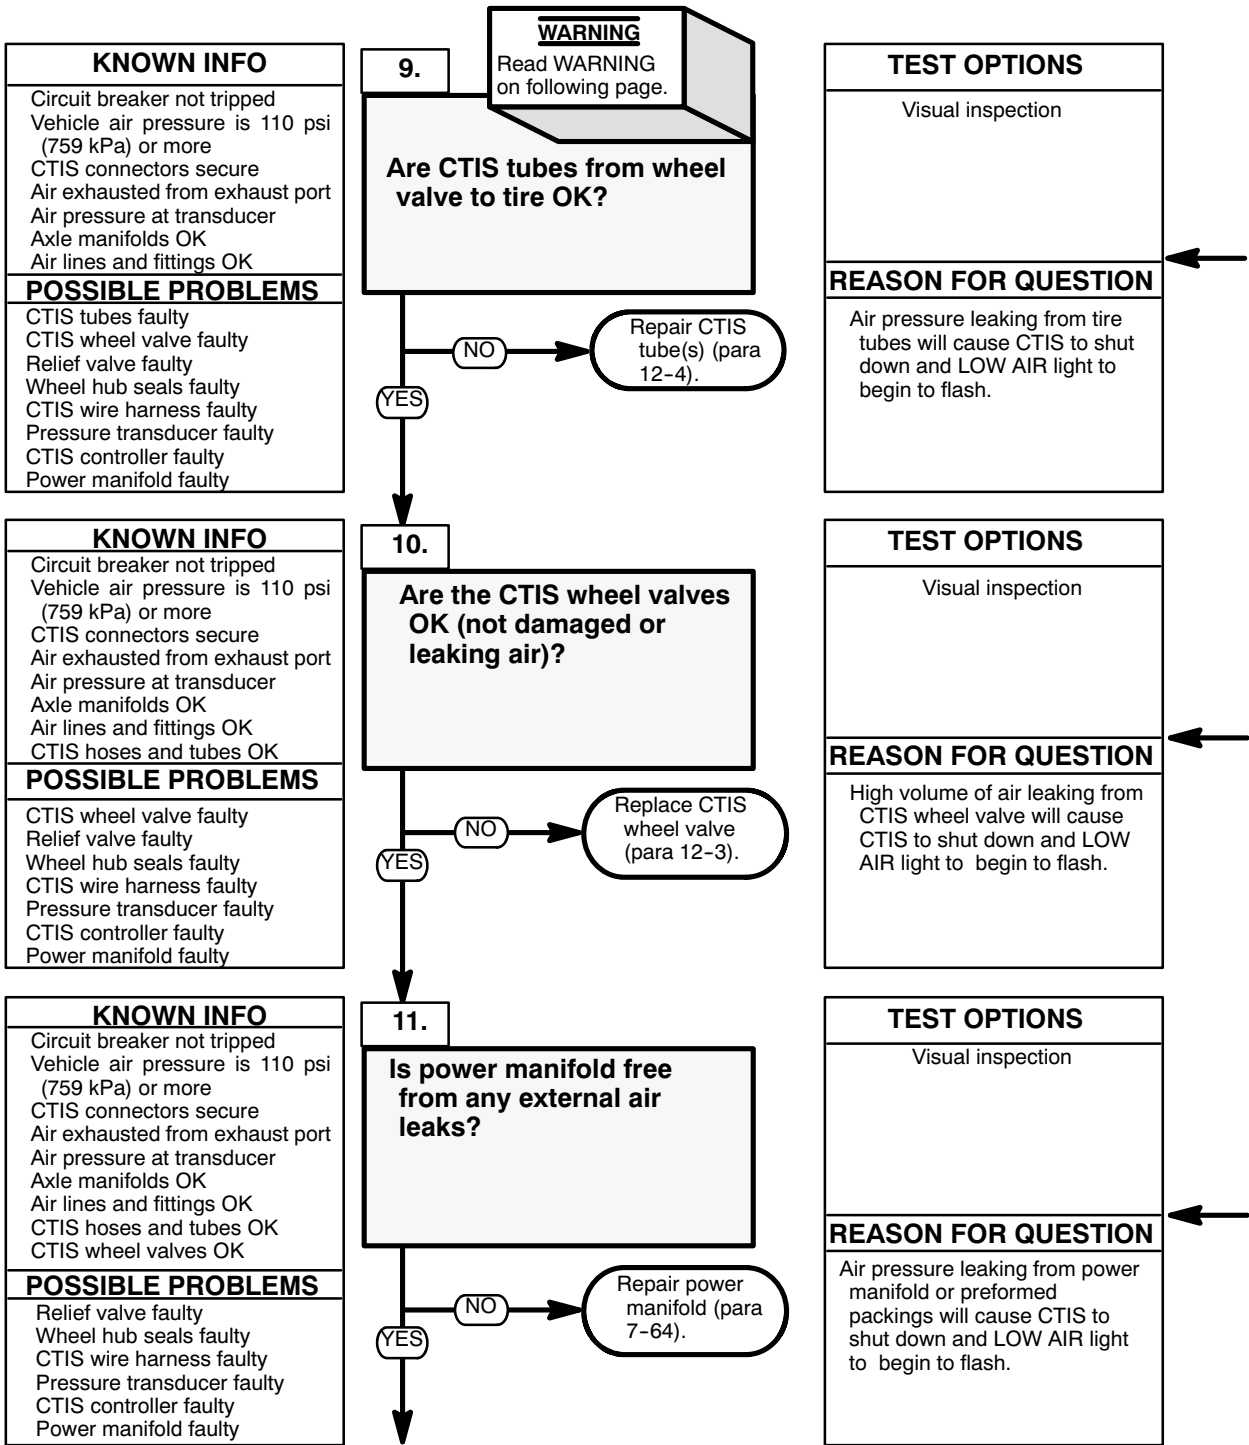 WARNING
Read WARNING
on following page.
KNOWN INFO
Circuit breaker not tripped
Vehicle air pressure is 110 psi
(759 kPa) or more
CTIS connectors secure
Air exhausted from exhaust port
Air pressure at transducer
Axle manifolds OK
Air lines and fittings OK
POSSIBLE PROBLEMS
CTIS tubes faulty
CTIS wheel valve faulty
Relief valve faulty
Wheel hub seals faulty
CTIS wire harness faulty
Pressure transducer faulty
CTIS controller faulty
Power manifold faulty
9.
Are CTIS tubes from wheel
valve to tire OK?
NO
Repair CTIS
tube(s) (para
12-4).
YES
TEST OPTIONS
Visual inspection
REASON FOR QUESTION
Air pressure leaking from tire
tubes will cause CTIS to shut
down and LOW AIR light to
begin to flash.
KNOWN INFO
Circuit breaker not tripped
Vehicle air pressure is 110 psi
(759 kPa) or more
CTIS connectors secure
Air exhausted from exhaust port
Air pressure at transducer
Axle manifolds OK
Air lines and fittings OK
CTIS hoses and tubes OK
POSSIBLE PROBLEMS
CTIS wheel valve faulty
Relief valve faulty
Wheel hub seals faulty
CTIS wire harness faulty
Pressure transducer faulty
CTIS controller faulty
Power manifold faulty
10.
Are the CTIS wheel valves
OK (not damaged or
leaking air)?
NO
Replace CTIS
wheel valve
(para 12-3).
YES
TEST OPTIONS
Visual inspection
REASON FOR QUESTION
High volume of air leaking from
CTIS wheel valve will cause
CTIS to shut down and LOW
AIR light to begin to flash.
KNOWN INFO
Circuit breaker not tripped
Vehicle air pressure is 110 psi
(759 kPa) or more
CTIS connectors secure
Air exhausted from exhaust port
Air pressure at transducer
Axle manifolds OK
Air lines and fittings OK
CTIS hoses and tubes OK
CTIS wheel valves OK
POSSIBLE PROBLEMS
Relief valve faulty
Wheel hub seals faulty
CTIS wire harness faulty
Pressure transducer faulty
CTIS controller faulty
Power manifold faulty
11.
Is power manifold free
from any external air
leaks?
NO
Repair power
manifold (para
7-64).
YES
TEST OPTIONS
Visual inspection
REASON FOR QUESTION
Air pressure leaking from power
manifold or preformed
packings will cause CTIS to
shut down and LOW AIR light
to begin to flash.